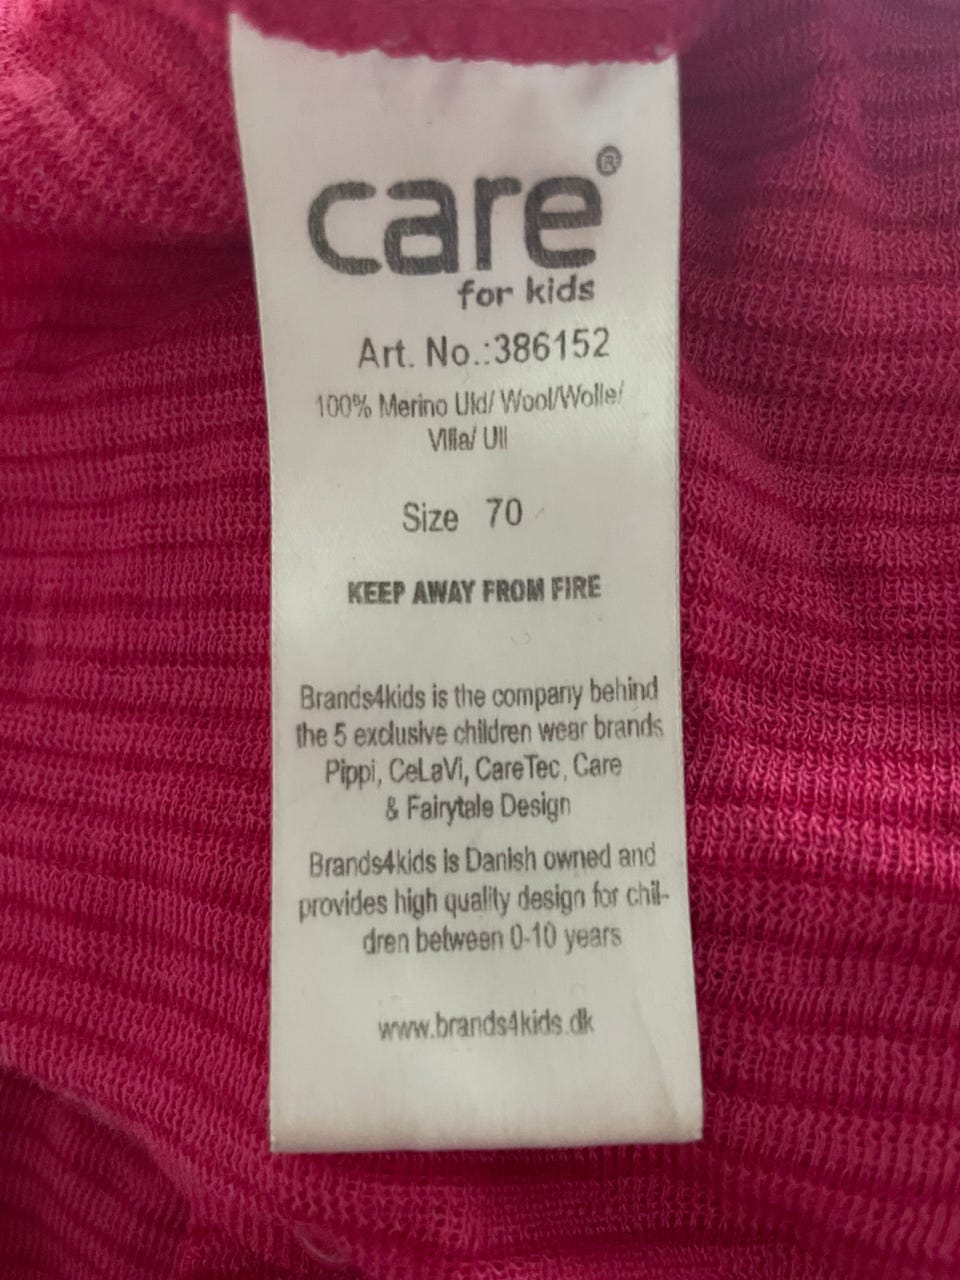 care®
for kids
Art. No.:386152
100% Merino Uld/ Wool/Wolle/
Villa/ Ull
Size 70
KEEP AWAY FROM FIRE
Brands4kids is the company behind
the 5 exclusive children wear brands
Pippi, CeLaVi, CareTec, Care
& Fairytale Design
Brands4kids is Danish owned and
provides high quality design for chil-
dren between 0-10 years
www.brands4kids.dk